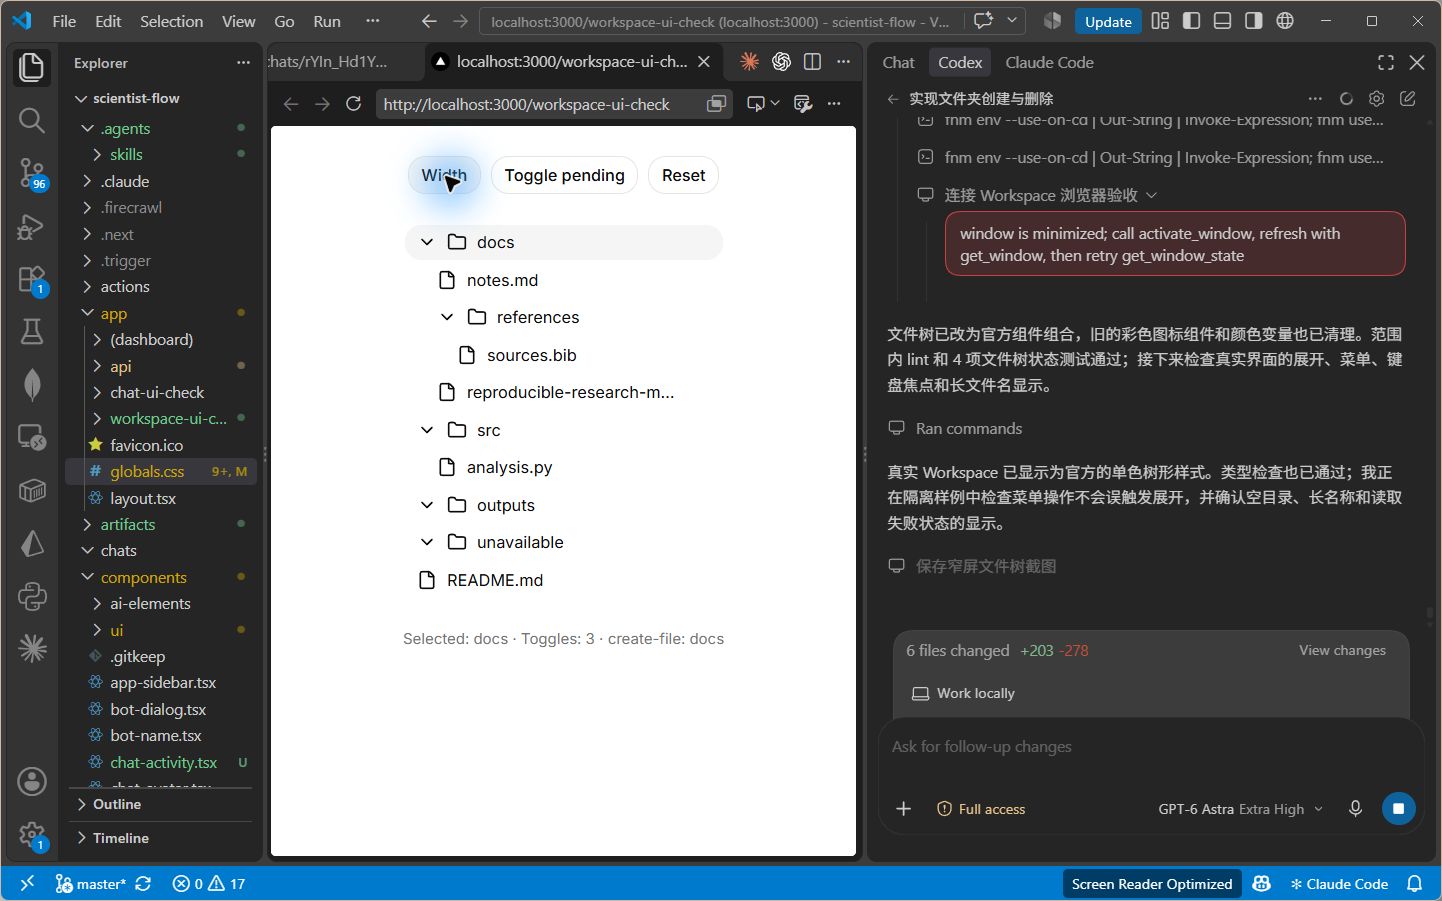 File Edit Selection View Go Run ···
localhost:3000/workspace-ui-check (localhost:3000) - scientist-flow - V...
Update
Explorer
scientist-flow
.agents
skills
.claude
.firecrawl
.next
.trigger
actions
app
(dashboard)
api
chat-ui-check
workspace-ui-c...
favicon.ico
globals.css 9+, M
layout.tsx
artifacts
chats
components
ai-elements
ui
.gitkeep
app-sidebar.tsx
bot-dialog.tsx
bot-name.tsx
chat-activity.tsx U
Outline
Timeline
96
1
1
:hats/rYIn_Hd1Y...
localhost:3000/workspace-ui-ch...
http://localhost:3000/workspace-ui-check
Width Toggle pending Reset
docs
notes.md
references
sources.bib
reproducible-research-m...
src
analysis.py
outputs
unavailable
README.md
Selected: docs · Toggles: 3 · create-file: docs
Chat Codex Claude Code
实现文件夹创建与删除
fnm env --use-on-cd | Out-String | Invoke-Expression; fnm use...
fnm env --use-on-cd | Out-String | Invoke-Expression; fnm use...
连接 Workspace 浏览器验收
window is minimized; call activate_window, refresh with
get_window, then retry get_window_state
文件树已改为官方组件组合，旧的彩色图标组件和颜色变量也已清理。范围
内 lint 和 4 项文件树状态测试通过；接下来检查真实界面的展开、菜单、键
盘焦点和长文件名显示。
Ran commands
真实 Workspace 已显示为官方的单色树形样式。类型检查也已通过；我正
在隔离样例中检查菜单操作不会误触发展开，并确认空目录、长名称和读取
失败状态的显示。
保存窄屏文件树截图
6 files changed +203 -278 View changes
Work locally
Ask for follow-up changes
Full access GPT-6 Astra Extra High
master* 0 17 Screen Reader Optimized Claude Code